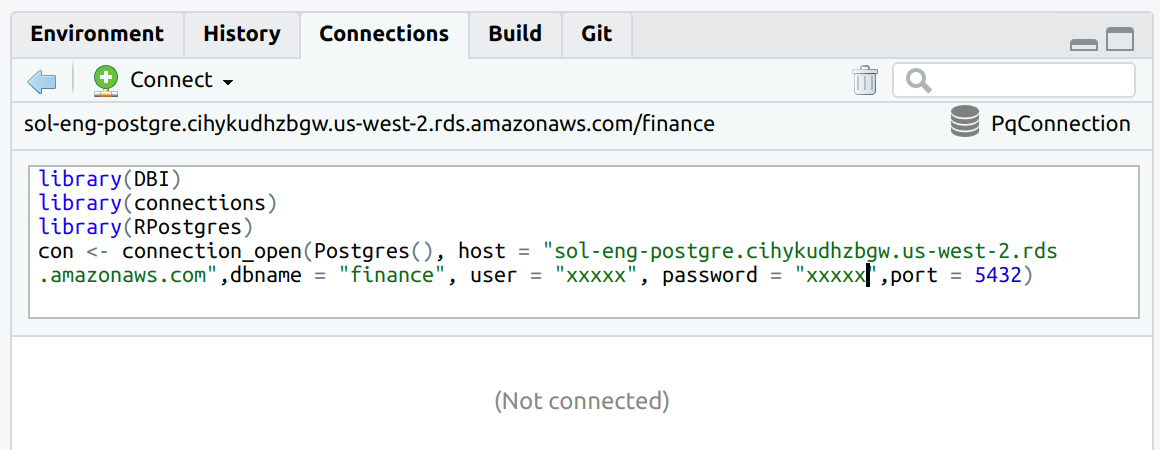 Environment History Connections Build Git
Connect
sol-eng-postgre.cihykudhzbgw.us-west-2.rds.amazonaws.com/finance PqConnection
library(DBI)
library(connections)
library(RPostgres)
con <- connection_open(Postgres(), host = "sol-eng-postgre.cihykudhzbgw.us-west-2.rds
.amazonaws.com",dbname = "finance", user = "xxxxx", password = "xxxxx",port = 5432)
(Not connected)